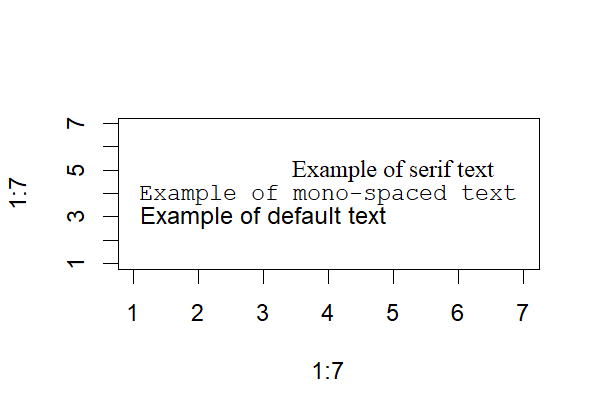 7
5
3
1
1:7
Example of serif text
Example of mono-spaced text
Example of default text
1 2 3 4 5 6 7
1:7